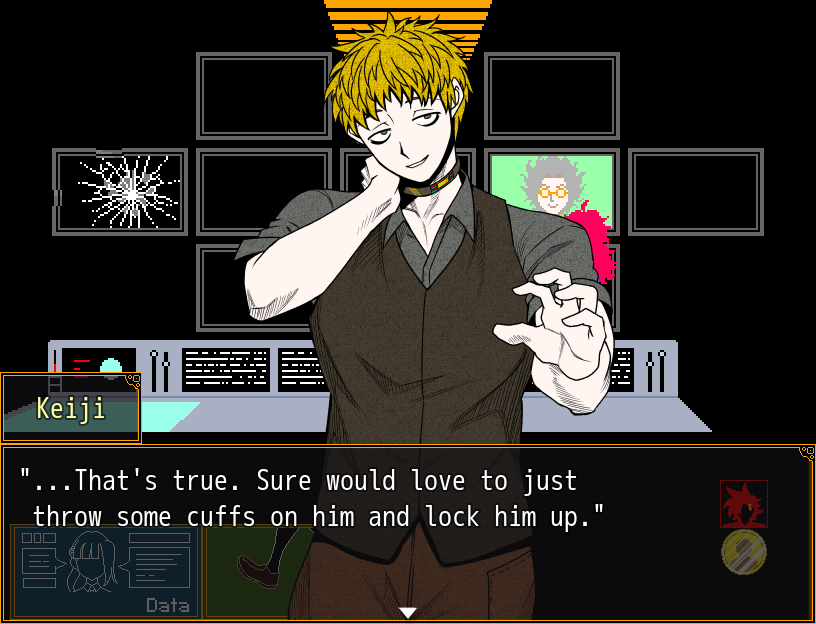 Keiji
"...That's true. Sure would love to just
throw some cuffs on him and lock him up."
Data